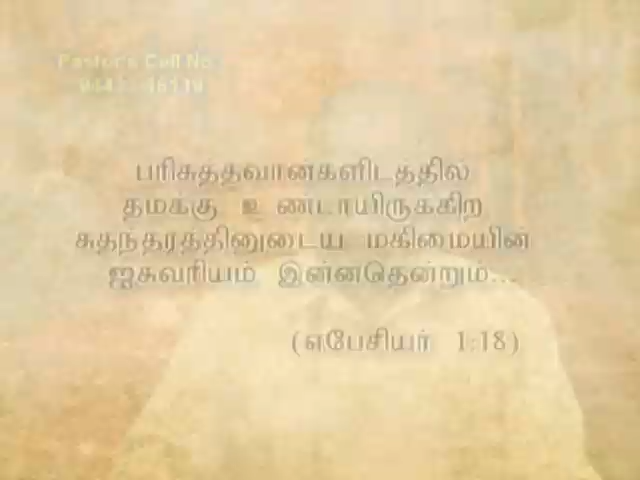 Pastor's Cell No
பரிசுத்தவான்களிடத்தில்
தமக்கு உண்டாயிருக்கிற
சுதந்தரத்தினுடைய மகிமையின்
ஐசுவரியம் இன்னதென்றும்...
(எபேசியர் 1:18)